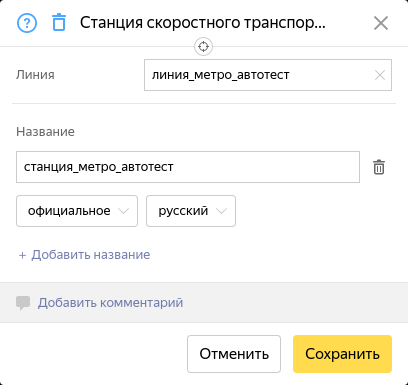 Станция скоростного транспор...
Линия
линия_метро_автотест
Название
станция_метро_автотест
официальное
русский
+ Добавить название
Добавить комментарий
Отменить
Сохранить